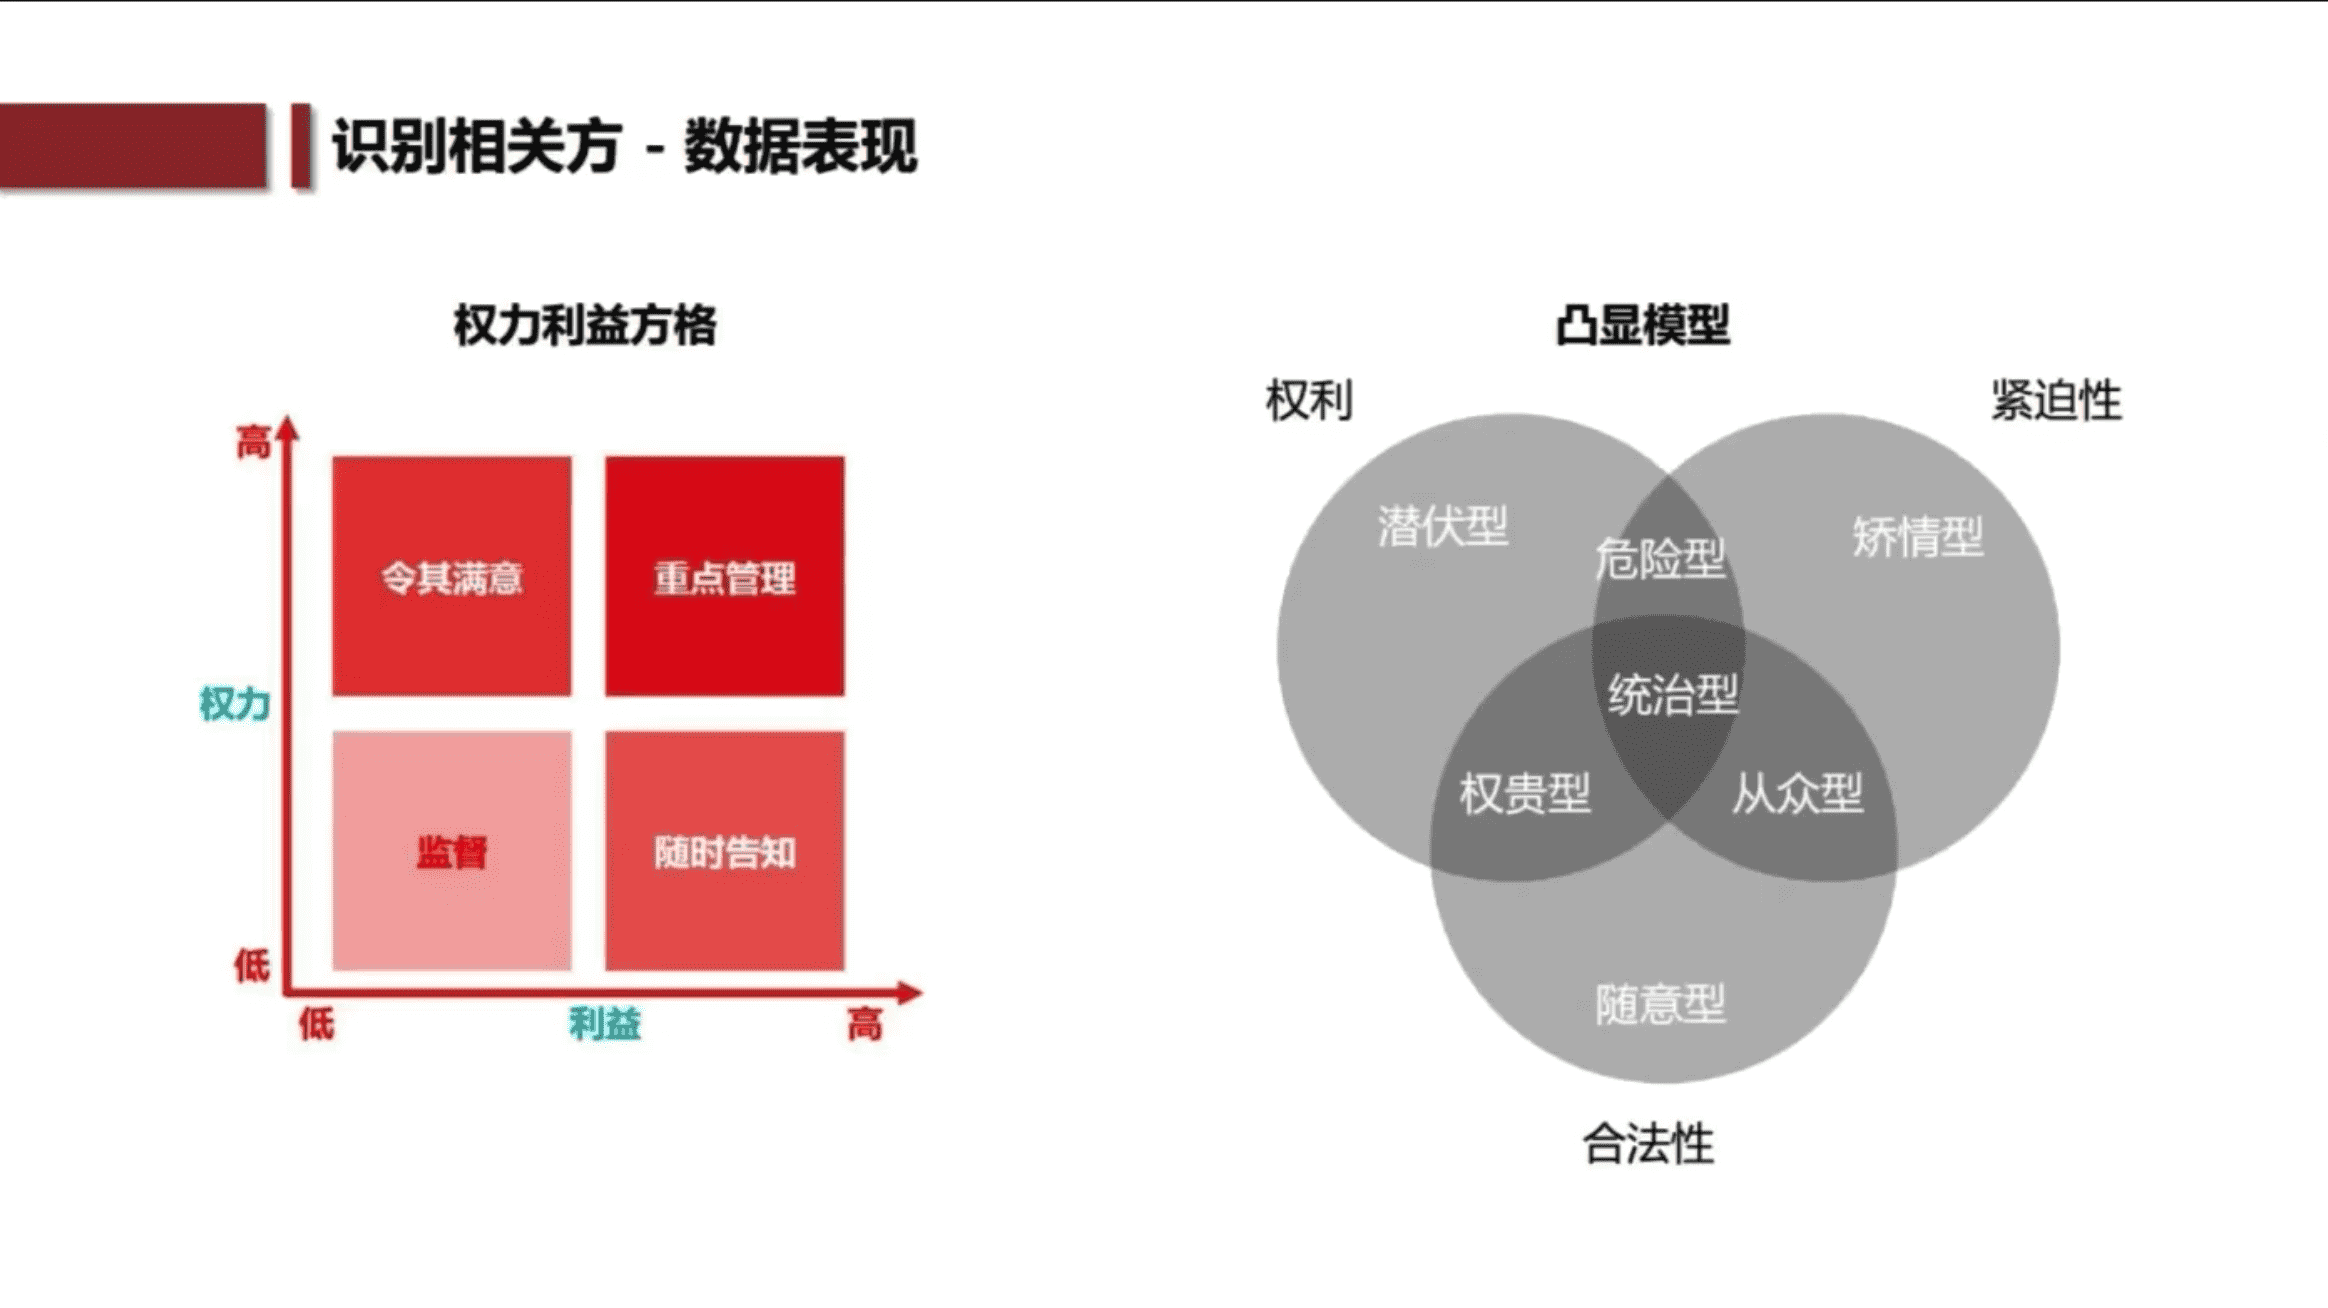 识别相关方 - 数据表现
权力利益方格
高
令其满意
重点管理
权力
监督
随时告知
低
低
利益
高
凸显模型
权利
紧迫性
潜伏型
危险型
矫情型
统治型
权贵型
从众型
随意型
合法性